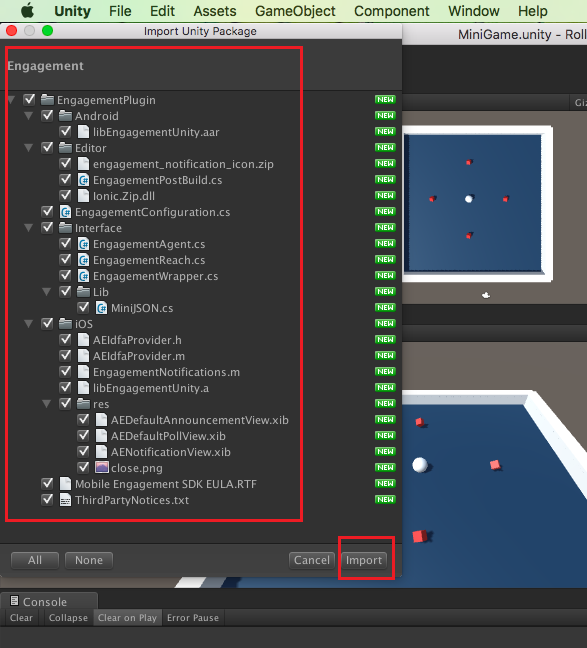 Unity File Edit Assets GameObject Component Window Help
Import Unity Package
MiniGame.unity - Roll
Engagement
Giz
EngagementPlugin NEW
Android NEW
libEngagementUnity.aar NEW
Editor NEW
engagement_notification_icon.zip NEW
EngagementPostBuild.cs NEW
Ionic.Zip.dll NEW
EngagementConfiguration.cs NEW
Interface NEW
EngagementAgent.cs NEW
EngagementReach.cs NEW
EngagementWrapper.cs NEW
Lib NEW
MiniJSON.cs NEW
iOS NEW
AEIdfaProvider.h NEW
AEIdfaProvider.m NEW
EngagementNotifications.m NEW
libEngagementUnity.a NEW
res NEW
AEDefaultAnnouncementView.xib NEW
AEDefaultPollView.xib NEW
AENotificationView.xib NEW
close.png NEW
Mobile Engagement SDK EULA.RTF NEW
ThirdPartyNotices.txt NEW
All None Cancel Import
Console
Clear Collapse Clear on Play Error Pause